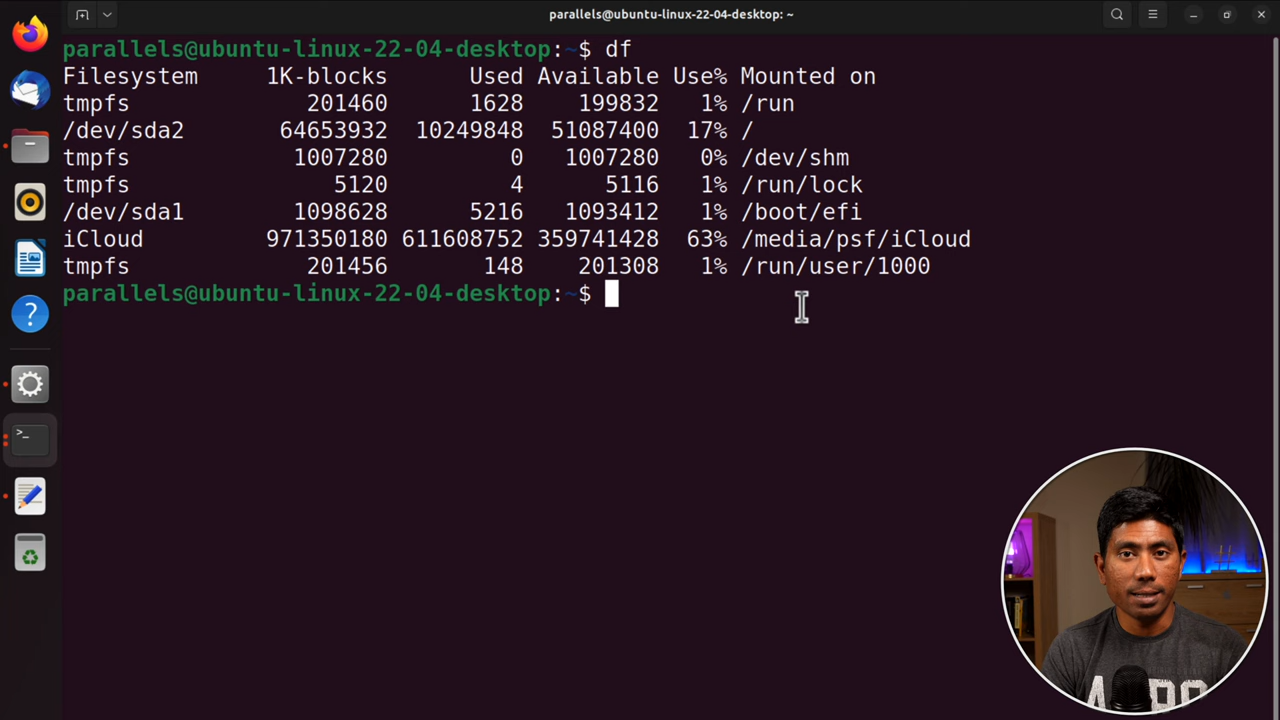 parallels@ubuntu-linux-22-04-desktop: ~
parallels@ubuntu-linux-22-04-desktop:~$ df
Filesystem     1K-blocks      Used Available Use% Mounted on
tmpfs             201460      1628    199832   1% /run
/dev/sda2       64653932  10249848  51087400  17% /
tmpfs            1007280         0   1007280   0% /dev/shm
tmpfs               5120         4      5116   1% /run/lock
/dev/sda1        1098628      5216   1093412   1% /boot/efi
iCloud         971350180 611608752 359741428  63% /media/psf/iCloud
tmpfs             201456       148    201308   1% /run/user/1000
parallels@ubuntu-linux-22-04-desktop:~$